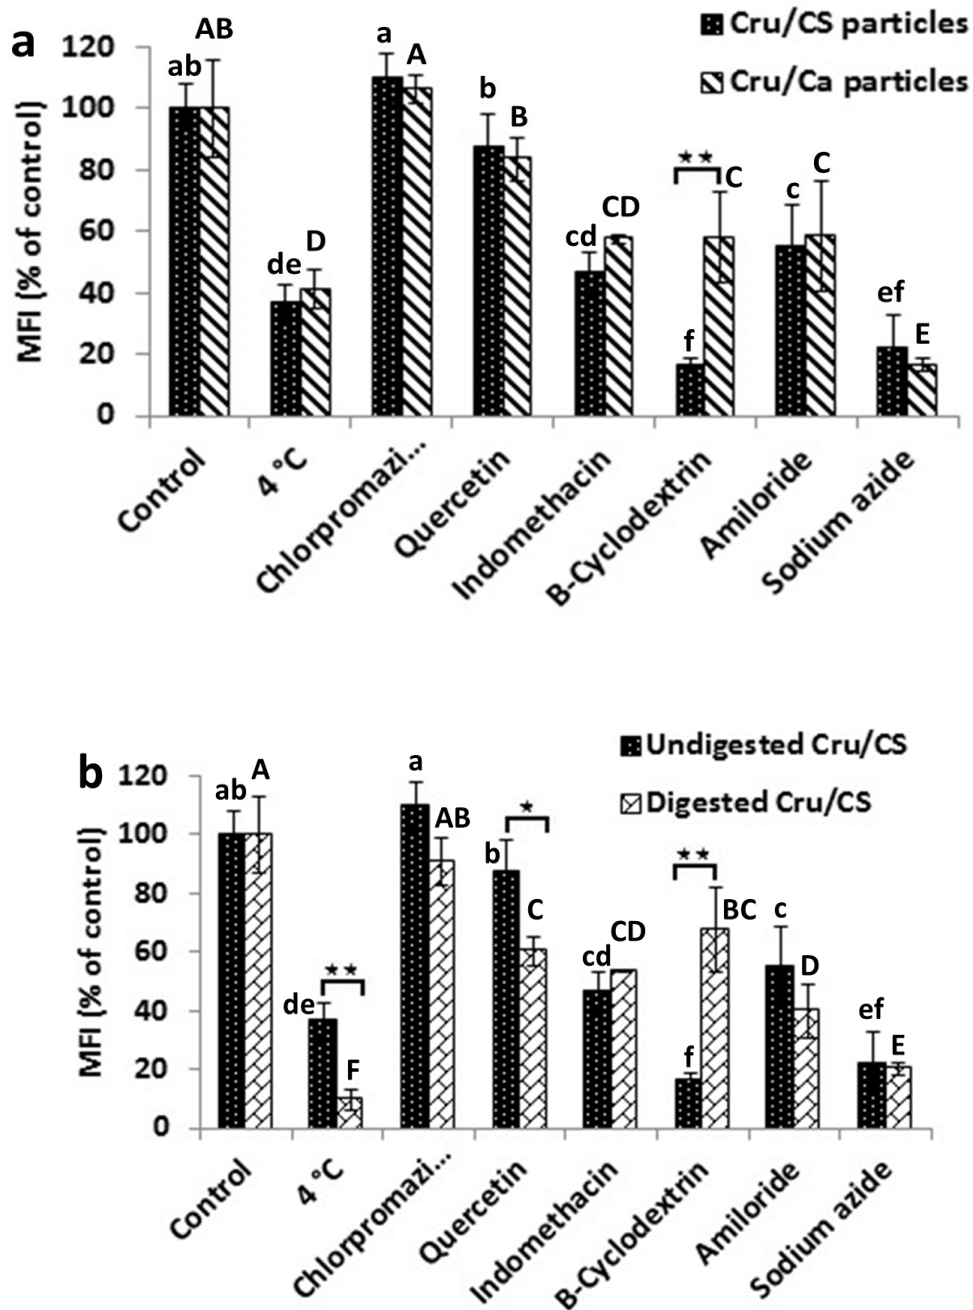 a
Cru/CS particles
Cru/Ca particles
MFI (% of control)
120
100
80
60
40
20
0
ab
AB
de
D
a
A
b
B
cd
CD
★★
f
C
c
C
ef
E
Control
4 °C
Chlorpromazi...
Quercetin
Indomethacin
B-Cyclodextrin
Amiloride
Sodium azide
b
Undigested Cru/CS
Digested Cru/CS
MFI (% of control)
120
100
80
60
40
20
0
ab
A
★★
de
F
a
AB
★
b
C
cd
CD
★★
f
BC
c
D
ef
E
Control
4 °C
Chlorpromazi...
Quercetin
Indomethacin
B-Cyclodextrin
Amiloride
Sodium azide